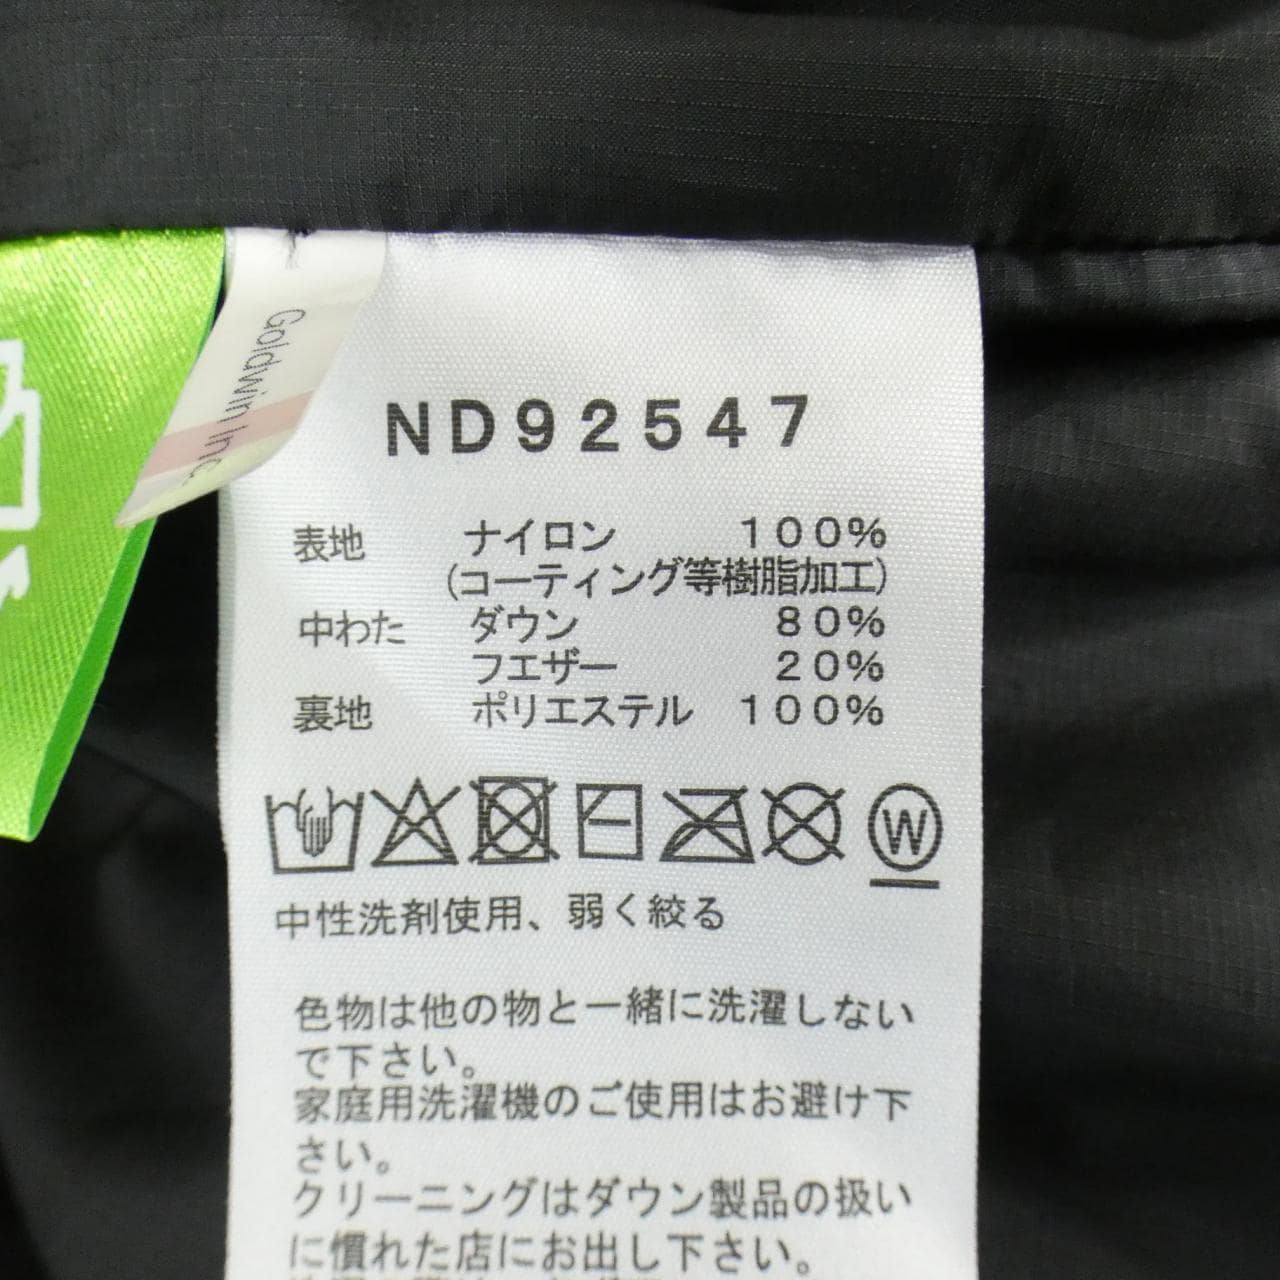 Goldwin Inc.
ND92547
表地 ナイロン 100%
(コーティング等樹脂加工)
中わた ダウン 80%
フエザー 20%
裏地 ポリエステル 100%
W
中性洗剤使用、弱く絞る
色物は他の物と一緒に洗濯しない
で下さい。
家庭用洗濯機のご使用はお避け下
さい。
クリーニングはダウン製品の扱い
に慣れた店にお出し下さい。